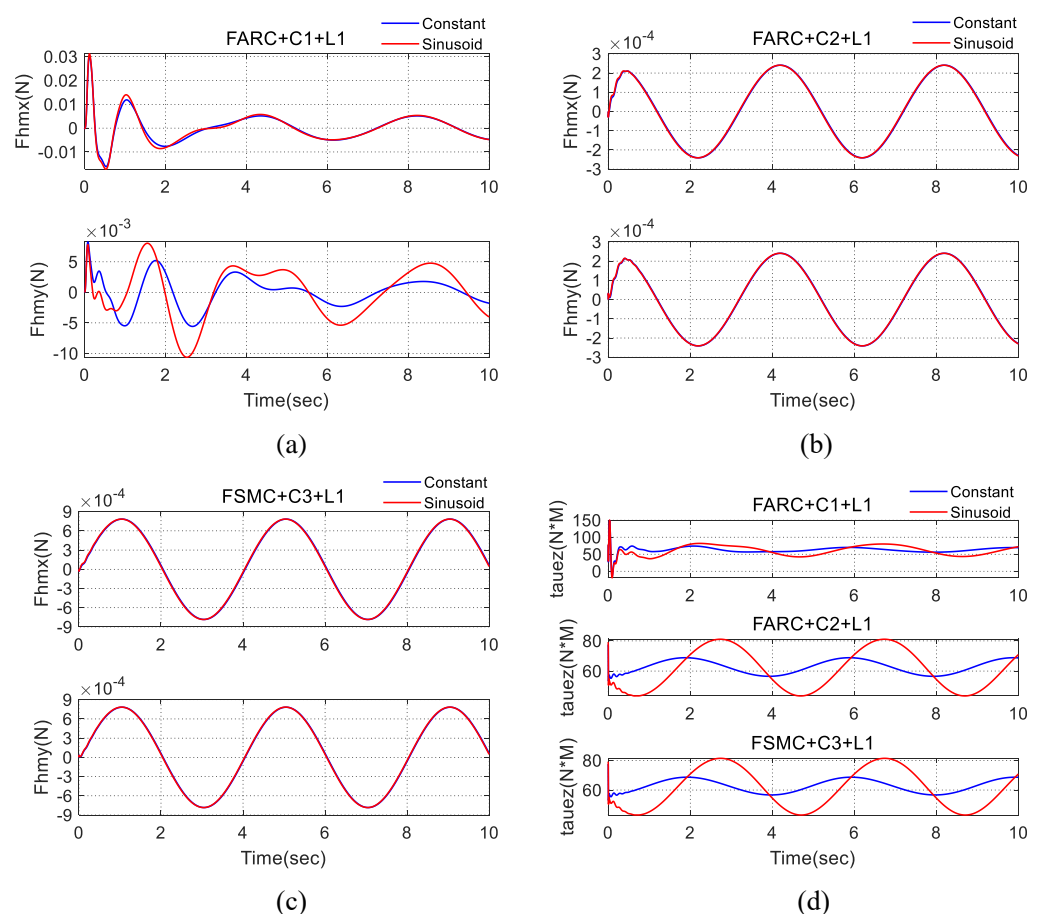 Constant
FARC+C1+L1
Sinusoid
Fhmx(N)
0.03
0.02
0.01
0
-0.01
0 2 4 6 8 10
×10-3
Fhmy(N)
5
0
-5
-10
0 2 4 6 8 10
Time(sec)
(a)
Constant
FARC+C2+L1
Sinusoid
×10-4
Fhmx(N)
3
2
1
0
-1
-2
-3
0 2 4 6 8 10
×10-4
Fhmy(N)
3
2
1
0
-1
-2
-3
0 2 4 6 8 10
Time(sec)
(b)
Constant
FSMC+C3+L1
Sinusoid
×10-4
Fhmx(N)
9
6
3
0
-3
-6
-9
0 2 4 6 8 10
×10-4
Fhmy(N)
9
6
3
0
-3
-6
-9
0 2 4 6 8 10
Time(sec)
(c)
Constant
FARC+C1+L1
Sinusoid
tauez(N*M)
150
100
50
0
0 2 4 6 8 10
FARC+C2+L1
tauez(N*M)
80
60
0 2 4 6 8 10
FSMC+C3+L1
tauez(N*M)
80
60
0 2 4 6 8 10
Time(sec)
(d)